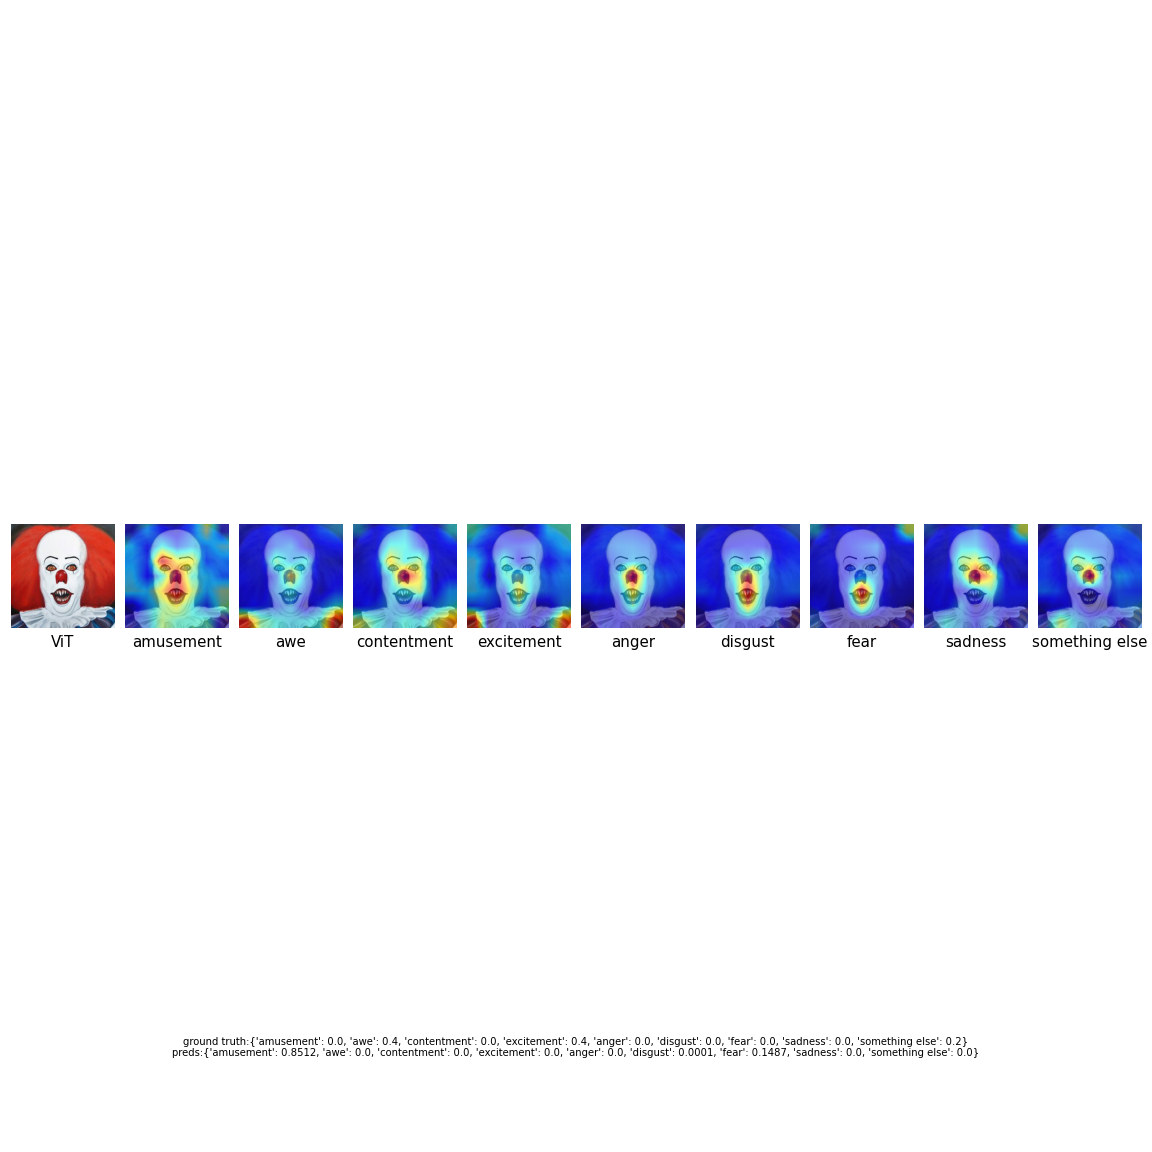 ViT amusement awe contentment excitement anger disgust fear sadness something else
ground truth:{'amusement': 0.0, 'awe': 0.4, 'contentment': 0.0, 'excitement': 0.4, 'anger': 0.0, 'disgust': 0.0, 'fear': 0.0, 'sadness': 0.0, 'something else': 0.2}
preds:{'amusement': 0.8512, 'awe': 0.0, 'contentment': 0.0, 'excitement': 0.0, 'anger': 0.0, 'disgust': 0.0001, 'fear': 0.1487, 'sadness': 0.0, 'something else': 0.0}